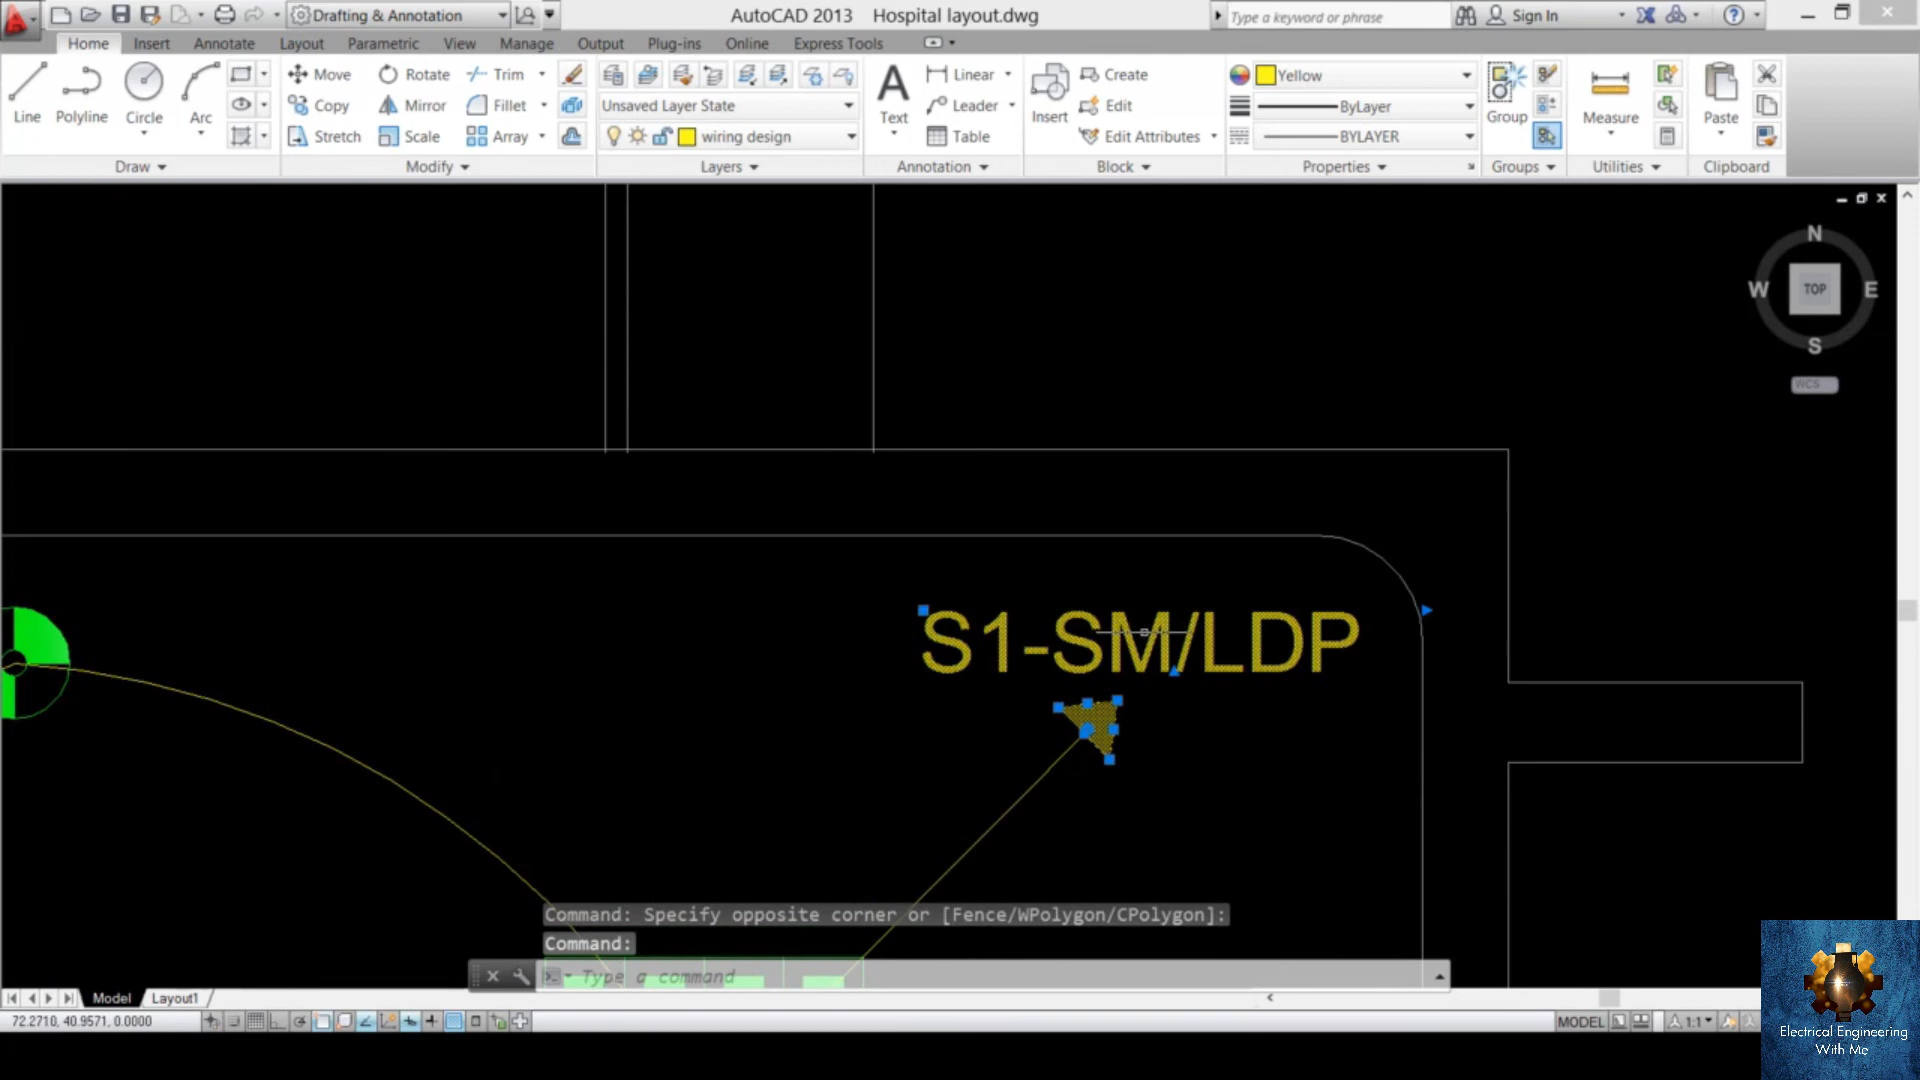 Drafting & Annotation
AutoCAD 2013 Hospital layout.dwg
Type a keyword or phrase
Sign In
Home Insert Annotate Layout Parametric View Manage Output Plug-ins Online Express Tools
Line Polyline Circle Arc
Move Rotate Trim
Copy Mirror Fillet
Stretch Scale Array
Unsaved Layer State
wiring design
Text
Linear
Leader
Table
Insert
Create
Edit
Edit Attributes
Yellow
ByLayer
BYLAYER
Group
Measure
Paste
Draw Modify Layers Annotation Block Properties Groups Utilities Clipboard
N
W TOP E
S
WCS
S1-SM/LDP
Command: Specify opposite corner or [Fence/WPolygon/CPolygon]:
Command:
Type a command
Model Layout1
72.2710, 40.9571, 0.0000
MODEL 1:1
Electrical Engineering
With Me